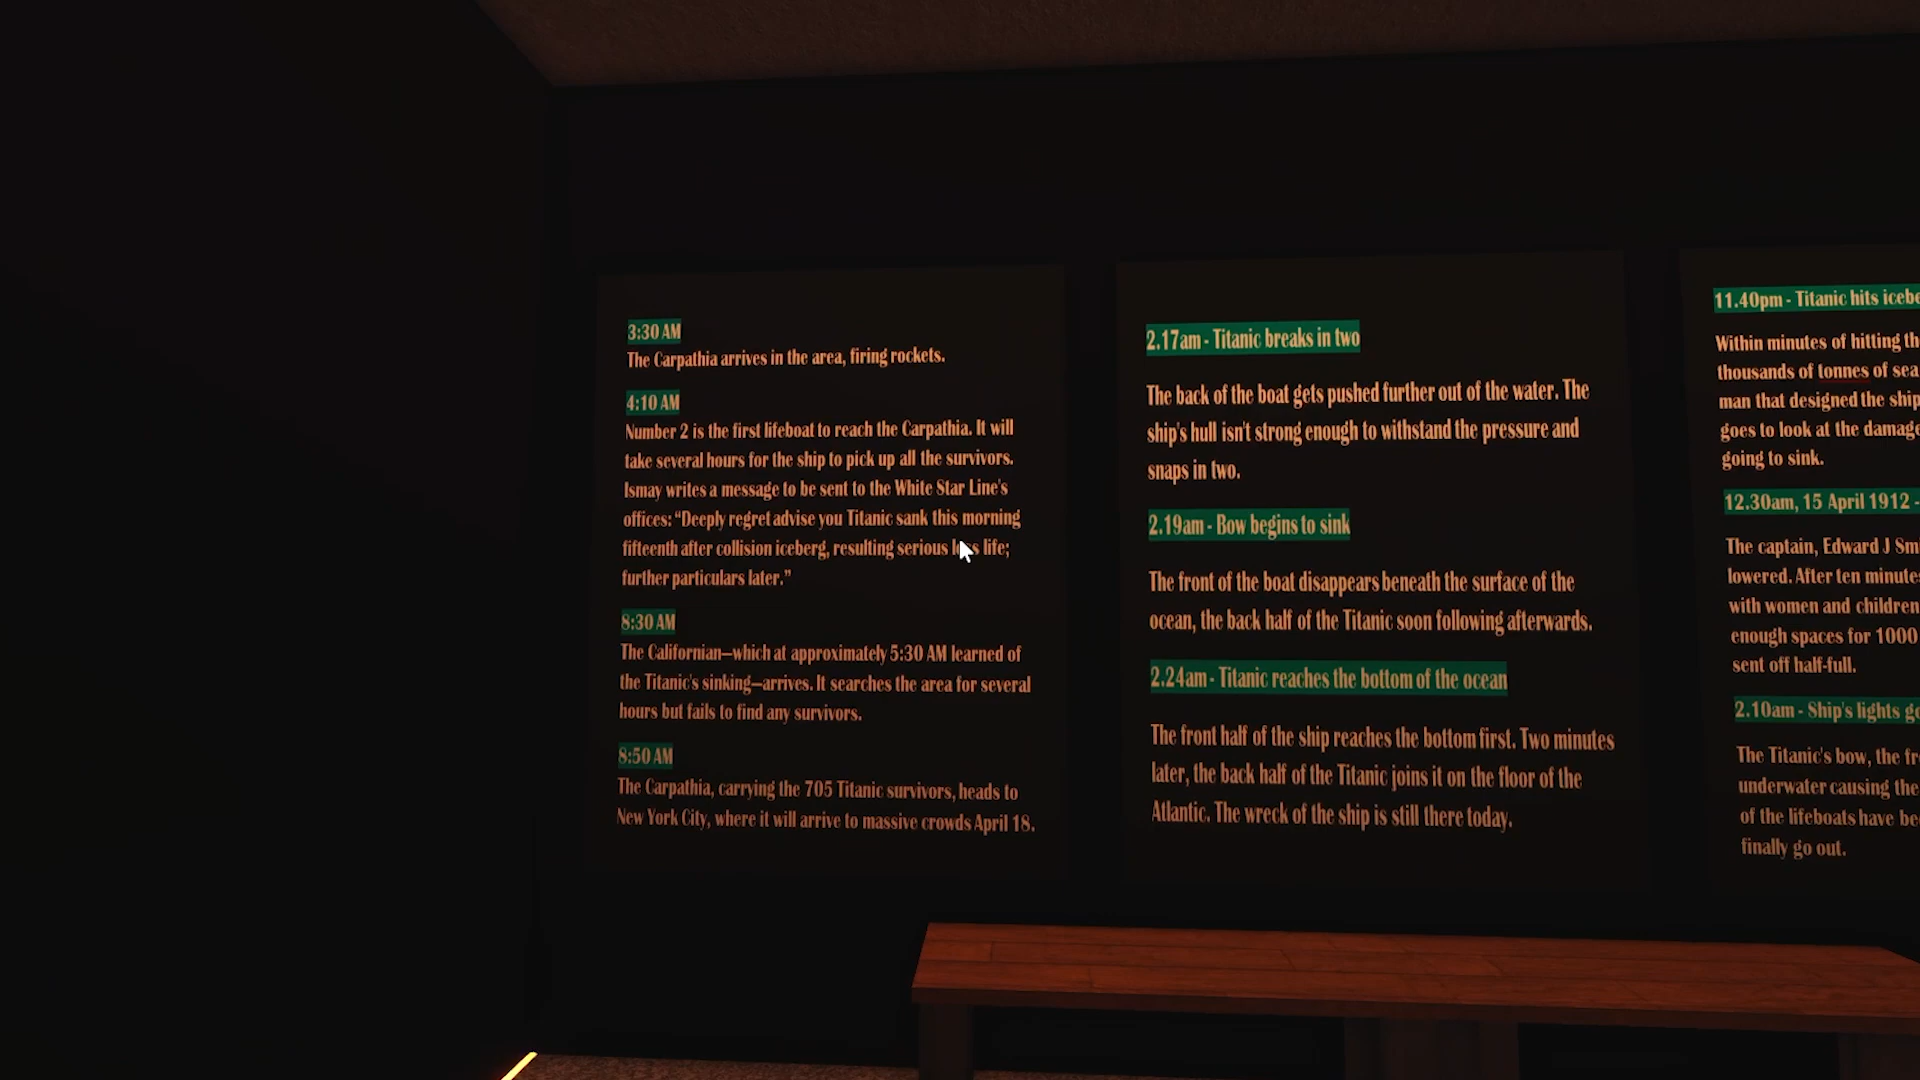 3:30 AM
The Carpathia arrives in the area, firing rockets.
4:10 AM
Number 2 is the first lifeboat to reach the Carpathia. It will
take several hours for the ship to pick up all the survivors.
Ismay writes a message to be sent to the White Star Line's
offices: “Deeply regret advise you Titanic sank this morning
fifteenth after collision iceberg, resulting serious loss life;
further particulars later.”
8:30 AM
The Californian—which at approximately 5:30 AM learned of
the Titanic's sinking—arrives. It searches the area for several
hours but fails to find any survivors.
8:50 AM
The Carpathia, carrying the 705 Titanic survivors, heads to
New York City, where it will arrive to massive crowds April 18.
2.17am - Titanic breaks in two
The back of the boat gets pushed further out of the water. The
ship's hull isn't strong enough to withstand the pressure and
snaps in two.
2.19am - Bow begins to sink
The front of the boat disappears beneath the surface of the
ocean, the back half of the Titanic soon following afterwards.
2.24am - Titanic reaches the bottom of the ocean
The front half of the ship reaches the bottom first. Two minutes
later, the back half of the Titanic joins it on the floor of the
Atlantic. The wreck of the ship is still there today.
11.40pm - Titanic hits
Within minutes of hitting
thousands of tonnes of sea
man that designed the ship
goes to look at the damage
going to sink.
12.30am, 15 April 1912 -
The captain, Edward J
lowered. After ten minutes
with women and children
enough spaces for 1000
sent off half-full.
2.10am - Ship's lights
The Titanic's bow, the
underwater causing the
of the lifeboats have
finally go out.